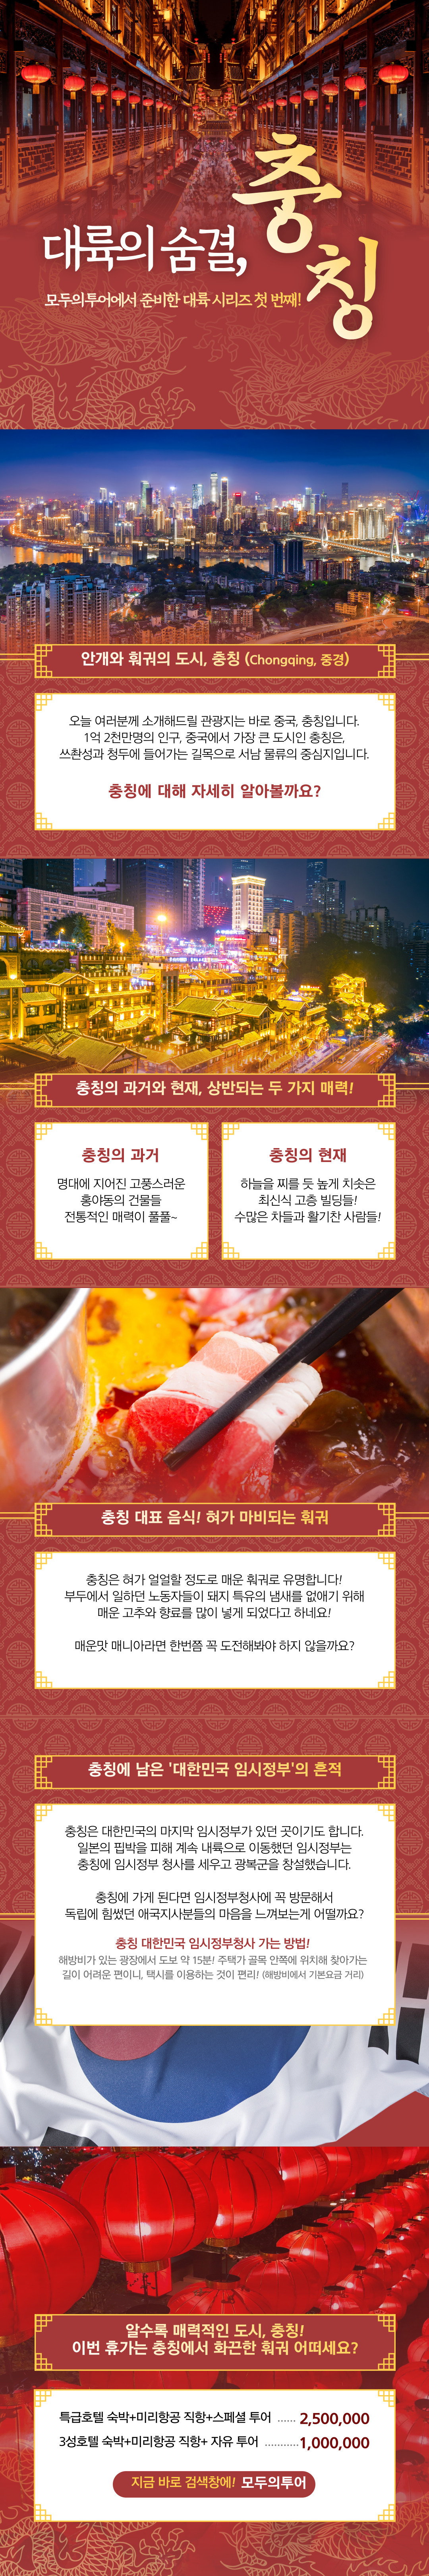 대륙의 숨결, 충칭
모두의투어에서 준비한 대륙 시리즈 첫 번째!
안개와 훠궈의 도시, 충칭 (Chongqing, 중경)
오늘 여러분께 소개해드릴 관광지는 바로 중국, 충칭입니다.
1억 2천만명의 인구, 중국에서 가장 큰 도시인 충칭은,
쓰촨성과 청두에 들어가는 길목으로 서남 물류의 중심지입니다.
충칭에 대해 자세히 알아볼까요?
충칭의 과거와 현재, 상반되는 두 가지 매력!
충칭의 과거
명대에 지어진 고풍스러운
홍야동의 건물들
전통적인 매력이 풀풀~
충칭의 현재
하늘을 찌를 듯 높게 치솟은
최신식 고층 빌딩들!
수많은 차들과 활기찬 사람들!
충칭 대표 음식! 혀가 마비되는 훠궈
충칭은 혀가 얼얼할 정도로 매운 훠궈로 유명합니다!
부두에서 일하던 노동자들이 돼지 특유의 냄새를 없애기 위해
매운 고추와 향료를 많이 넣게 되었다고 하네요!
매운맛 매니아라면 한번쯤 꼭 도전해봐야 하지 않을까요?
충칭에 남은 '대한민국 임시정부'의 흔적
충칭은 대한민국의 마지막 임시정부가 있던 곳이기도 합니다.
일본의 핍박을 피해 계속 내륙으로 이동했던 임시정부는
충칭에 임시정부 청사를 세우고 광복군을 창설했습니다.
충칭에 가게 된다면 임시정부청사에 꼭 방문해서
독립에 힘썼던 애국지사분들의 마음을 느껴보는게 어떨까요?
충칭 대한민국 임시정부청사 가는 방법!
해방비가 있는 광장에서 도보 약 15분! 주택가 골목 안쪽에 위치해 찾아가는
길이 어려운 편이니, 택시를 이용하는 것이 편리! (해방비에서 기본요금 거리)
알수록 매력적인 도시, 충칭!
이번 휴가는 충칭에서 화끈한 훠궈 어떠세요?
특급호텔 숙박+미리항공 직항+스페셜 투어 ...... 2,500,000
3성호텔 숙박+미리항공 직항+ 자유 투어 ...........1,000,000
지금 바로 검색창에! 모두의투어